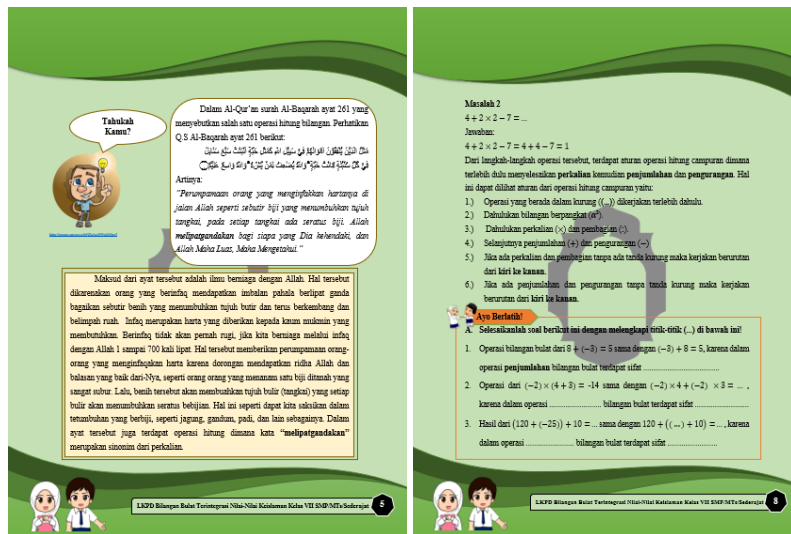 Tahukah
Kamu?
Dalam Al-Qur'an surah Al-Baqarah ayat 261 yang
menyebutkan salah satu operasi hitung bilangan. Perhatikan
Q.S Al-Baqarah ayat 261 berikut:
Artinya:
"Perumpamaan orang yang menginfakkan hartanya di
jalan Allah seperti sebutir biji yang menumbuhkan tujuh
tangkai, pada setiap tangkai ada seratus biji. Allah
melipatgandakan bagi siapa yang Dia kehendaki, dan
Allah Maha Luas, Maha Mengetahui."
Maksud dari ayat tersebut adalah ilmu berniaga dengan Allah. Hal tersebut
dikarenakan orang yang berinfaq mendapatkan imbalan pahala berlipat ganda
bagaikan sebutir benih yang menumbuhkan tujuh butir dan terus berkembang dan
belimpah ruah. Infaq merupakan harta yang diberikan kepada kaum mukmin yang
membutuhkan. Berinfaq tidak akan pernah rugi, jika kita berniaga melalui infaq
dengan Allah 1 sampai 700 kali lipat. Hal tersebut memberikan perumpamaan orang-
orang yang menginfaqakan harta karena dorongan mendapatkan ridha Allah dan
balasan yang baik dari-Nya, seperti orang orang yang menanam satu biji ditanah yang
sangat subur. Lalu, benih tersebut akan membuahkan tujuh bulir (tangkai) yang setiap
bulir akan menumbuhkan seratus bebijian. Hal ini seperti dapat kita saksikan dalam
tetumbuhan yang berbiji, seperti jagung, gandum, padi, dan lain sebagainya. Dalam
ayat tersebut juga terdapat operasi hitung dimana kata "melipatgandakan"
merupakan sinonim dari perkalian.
LKPD Bilangan Bulat Terintegrasi Nilai-Nilai Keislaman Kelas VII SMP/MTs/Sederajat 5
Masalah 2
4 + 2 × 2 − 7 = ...
Jawaban:
4 + 2 × 2 − 7 = 4 + 4 − 7 = 1
Dari langkah-langkah operasi tersebut, terdapat aturan operasi hitung campuran dimana
terlebih dulu menyelesaikan perkalian kemudian penjumlahan dan pengurangan. Hal
ini dapat dilihat aturan dari operasi hitung campuran yaitu:
1.) Operasi yang berada dalam kurung ((...)) dikerjakan terlebih dahulu.
2.) Dahulukan bilangan berpangkat (a²).
3.) Dahulukan perkalian (×) dan pembagian (:).
4.) Selanjutnya penjumlahan (+) dan pengurangan (−)
5.) Jika ada perkalian dan pembagian tanpa ada tanda kurung maka kerjakan berurutan
dari kiri ke kanan.
6.) Jika ada penjumlahan dan pengurangan tanpa tanda kurung maka kerjakan
berurutan dari kiri ke kanan.
Ayo Berlatih!
A. Selesaikanlah soal berikut ini dengan melengkapi titik-titik (...) di bawah ini!
1. Operasi bilangan bulat dari 8 + (−3) = 5 sama dengan (−3) + 8 = 5, karena dalam
operasi penjumlahan bilangan bulat terdapat sifat ................................
2. Operasi dari (−2) × (4 + 3) = -14 sama dengan (−2) × 4 + (−2) × 3 = ... ,
karena dalam operasi ...................... bilangan bulat terdapat sifat .......................
3. Hasil dari (120 + (−25)) + 10 = ... sama dengan 120 + ((...) + 10) = ... , karena
dalam operasi ..................... bilangan bulat terdapat sifat .....................
LKPD Bilangan Bulat Terintegrasi Nilai-Nilai Keislaman Kelas VII SMP/MTs/Sederajat 8